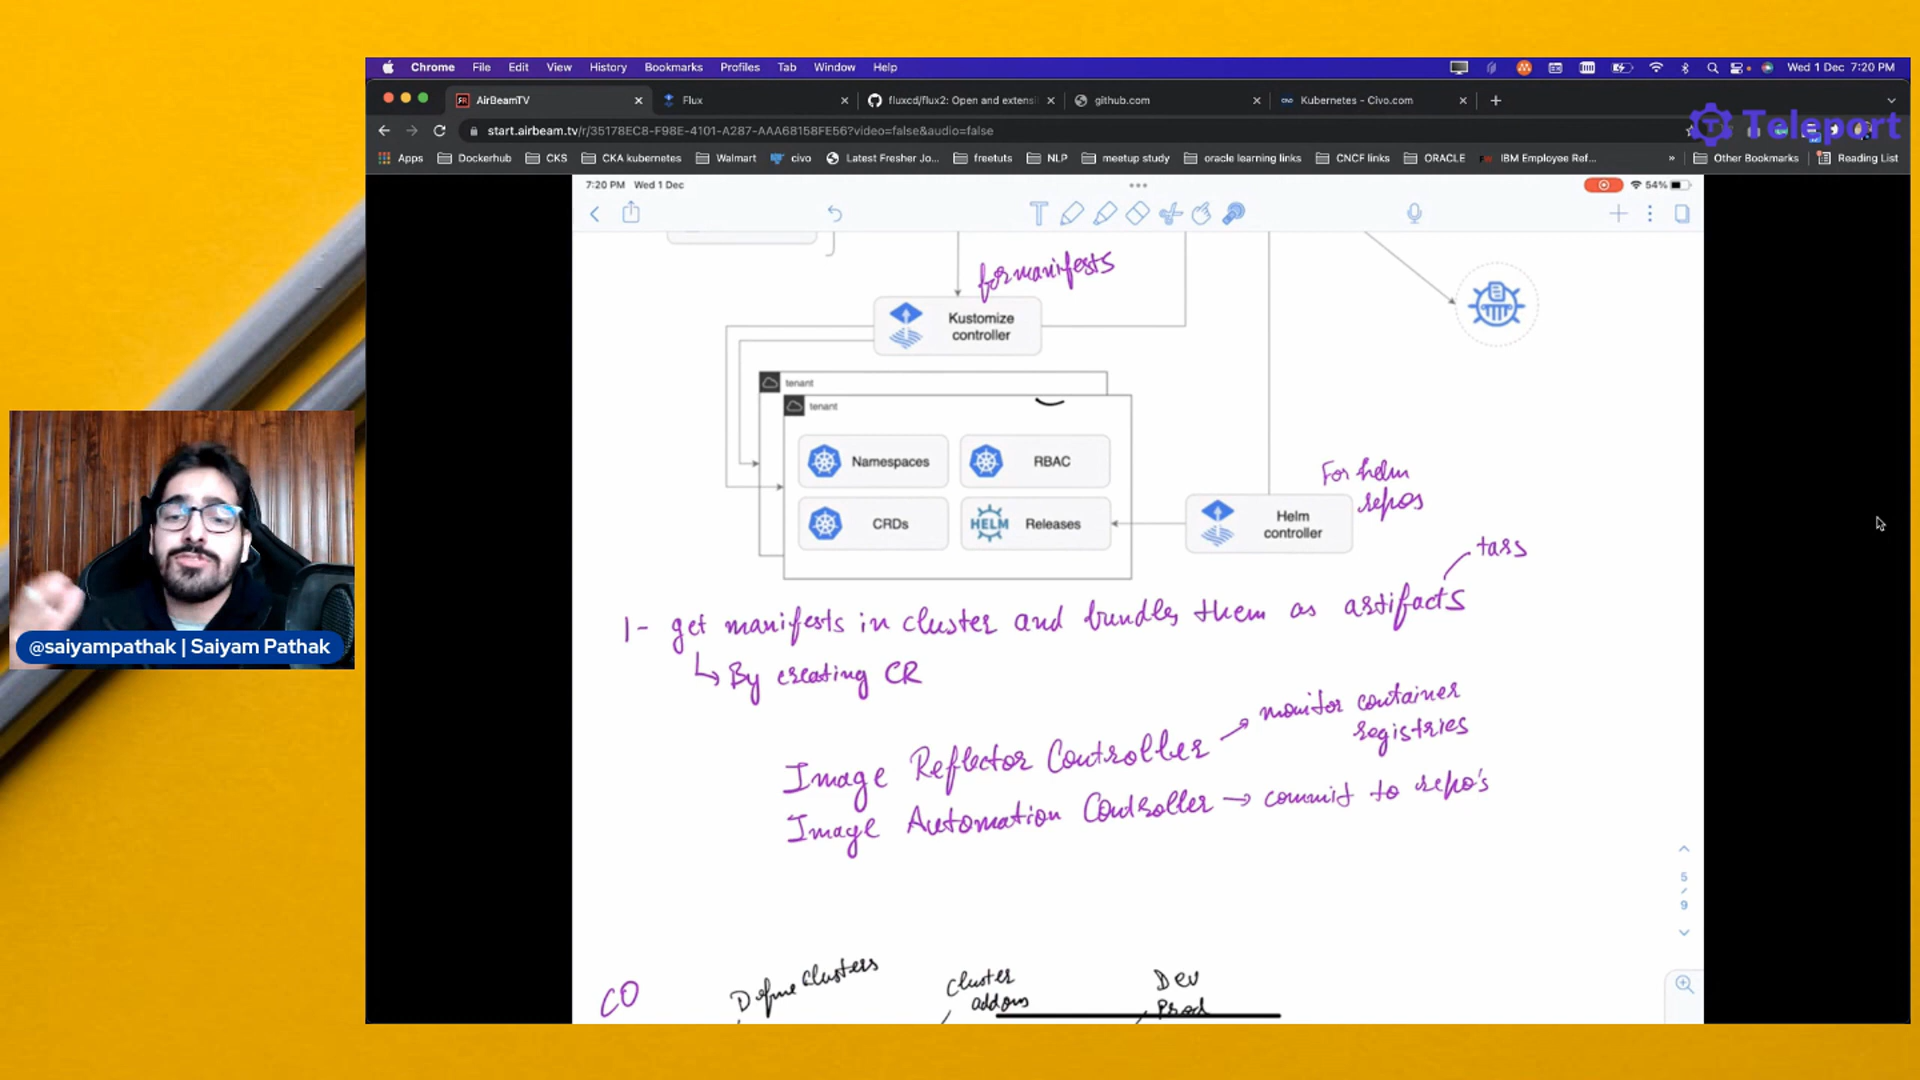 Chrome File Edit View History Bookmarks Profiles Tab Window Help
Wed 1 Dec 7:20 PM
AirBeamTV
Flux
fluxcd/flux2: Open and extensi
github.com
Kubernetes - Civo.com
start.airbeam.tv/r/35178EC8-F98E-4101-A287-AAA68158FE56?video=false&audio=false
Teleport
Apps Dockerhub CKS CKA kubernetes Walmart civo Latest Fresher Jo... freetuts NLP meetup study oracle learning links CNCF links ORACLE IBM Employee Ref... » Other Bookmarks Reading List
7:20 PM Wed 1 Dec
54%
for manifests
Kustomize
controller
tenant
tenant
Namespaces
RBAC
CRDs
HELM Releases
For helm
repos
Helm
controller
tars
1- get manifests in cluster and bundles them as artifacts
By creating CR
Image Reflector Controller
monitor container
registries
Image Automation Controller → commit to repo's
5
/
9
CO
Define Clusters
Cluster
addons
Dev
Prod
@saiyampathak | Saiyam Pathak